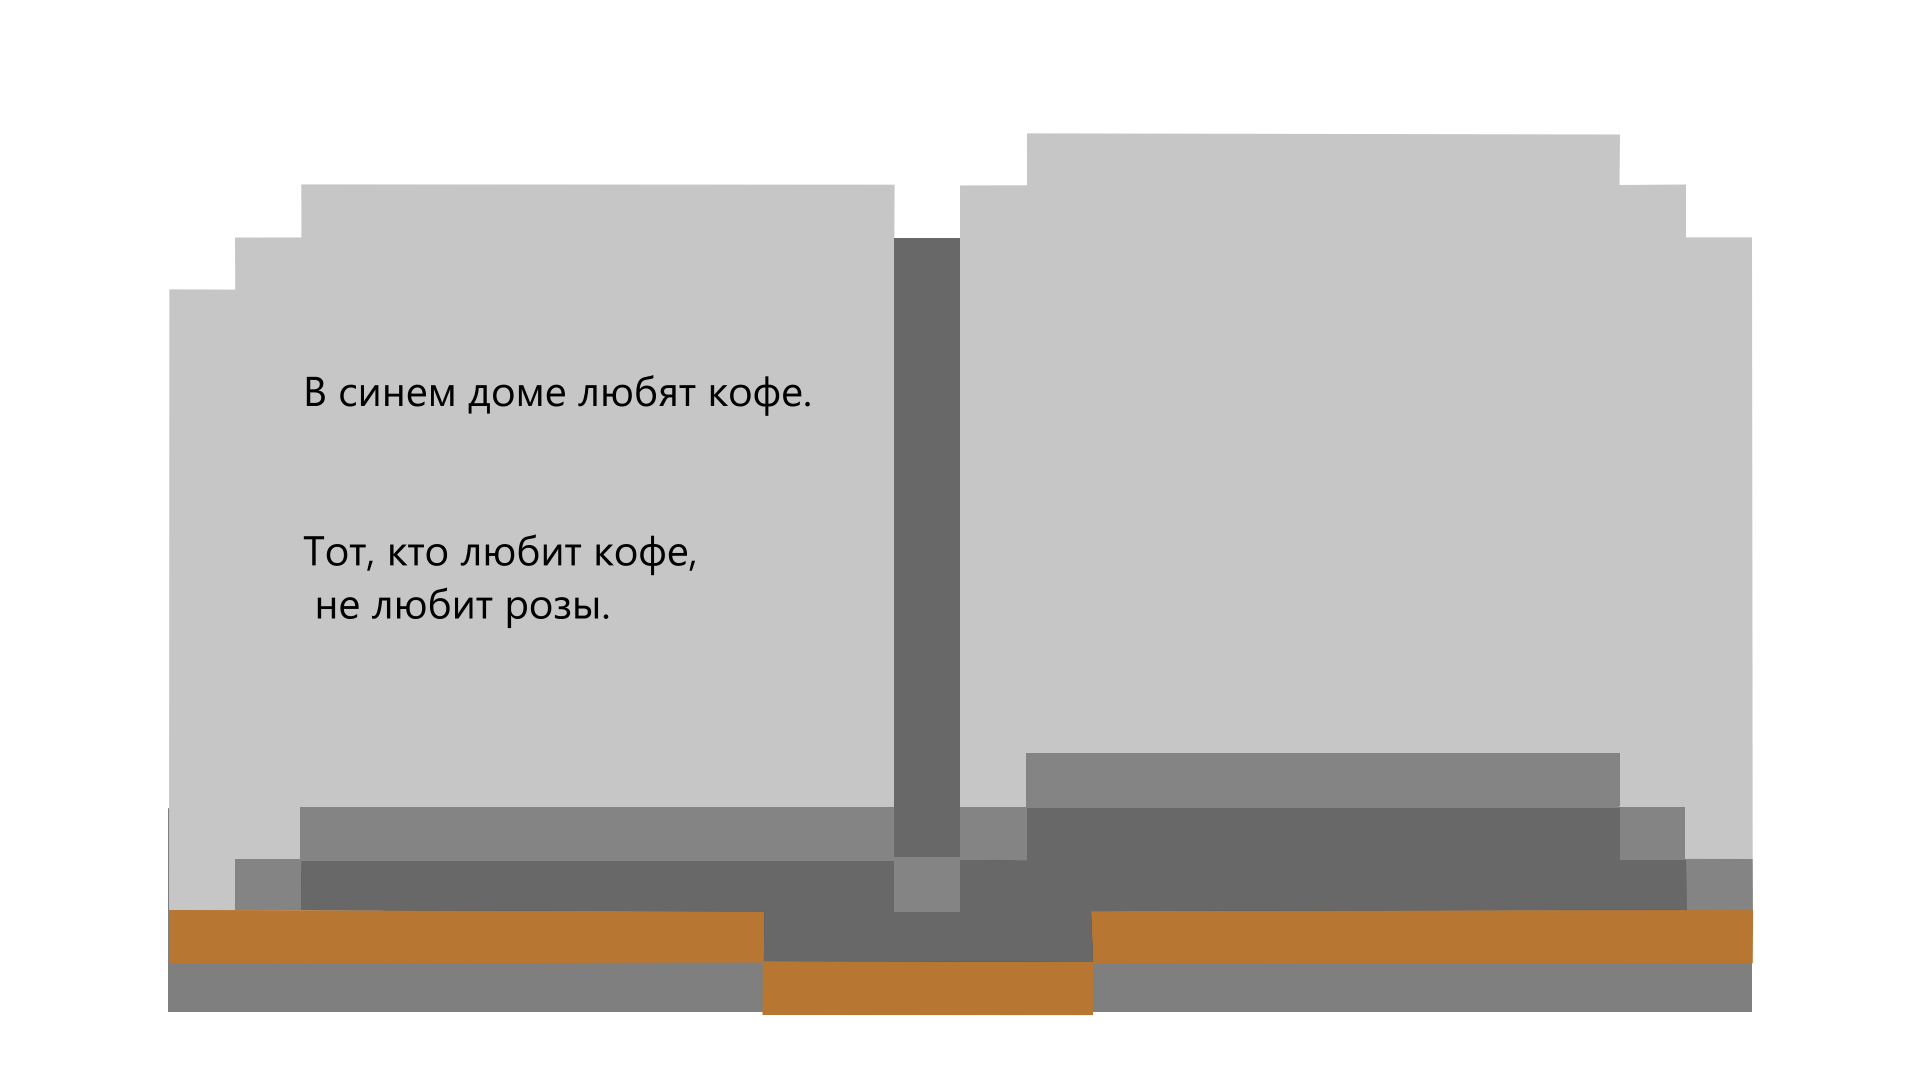 В синем доме любят кофе.
Тот, кто любит кофе,
не любит розы.